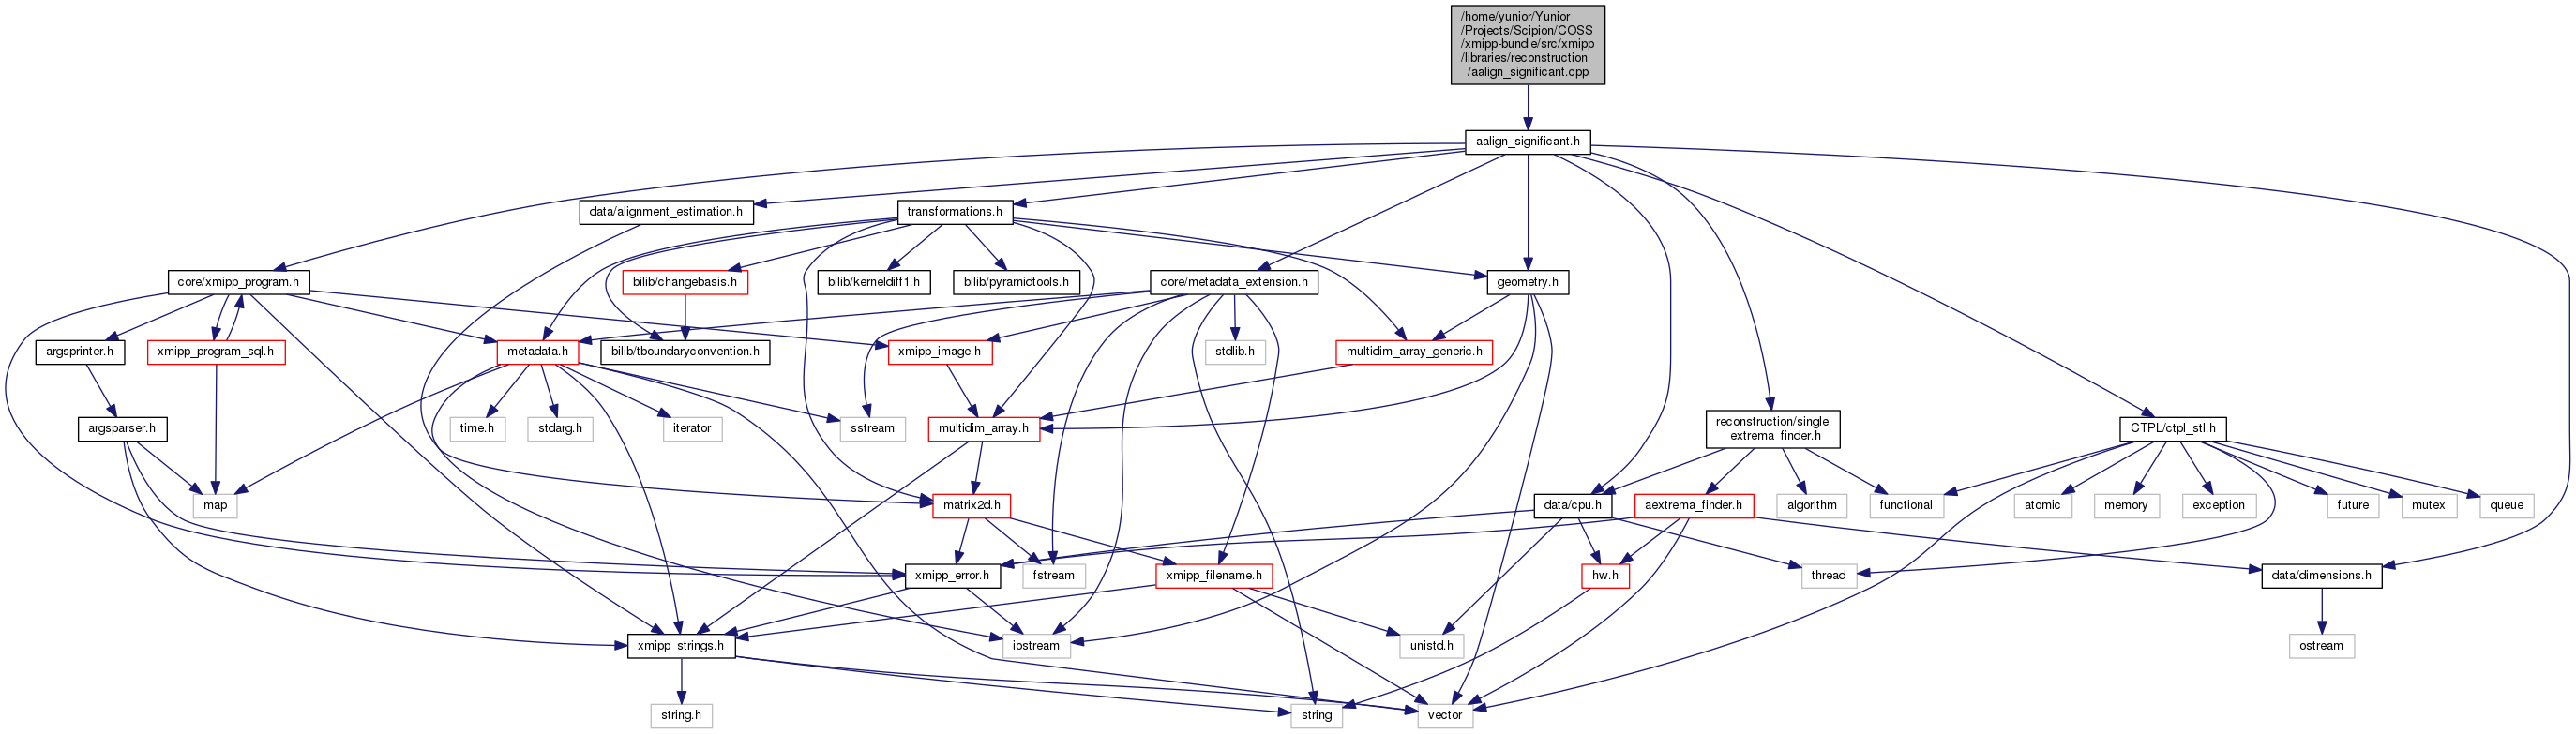 /home/yunior/Yunior
/Projects/Scipion/COSS
/xmipp-bundle/src/xmipp
/libraries/reconstruction
/aalign_significant.cpp
aalign_significant.h
data/alignment_estimation.h
transformations.h
core/xmipp_program.h
bilib/changebasis.h
bilib/kerneldiff1.h
bilib/pyramidtools.h
core/metadata_extension.h
geometry.h
argsprinter.h
xmipp_program_sql.h
metadata.h
bilib/tboundaryconvention.h
xmipp_image.h
stdlib.h
multidim_array_generic.h
argsparser.h
time.h
stdarg.h
iterator
sstream
multidim_array.h
reconstruction/single
_extrema_finder.h
CTPL/ctpl_stl.h
map
matrix2d.h
data/cpu.h
aextrema_finder.h
algorithm
functional
atomic
memory
exception
future
mutex
queue
xmipp_error.h
fstream
xmipp_filename.h
hw.h
thread
data/dimensions.h
xmipp_strings.h
iostream
unistd.h
ostream
string.h
string
vector